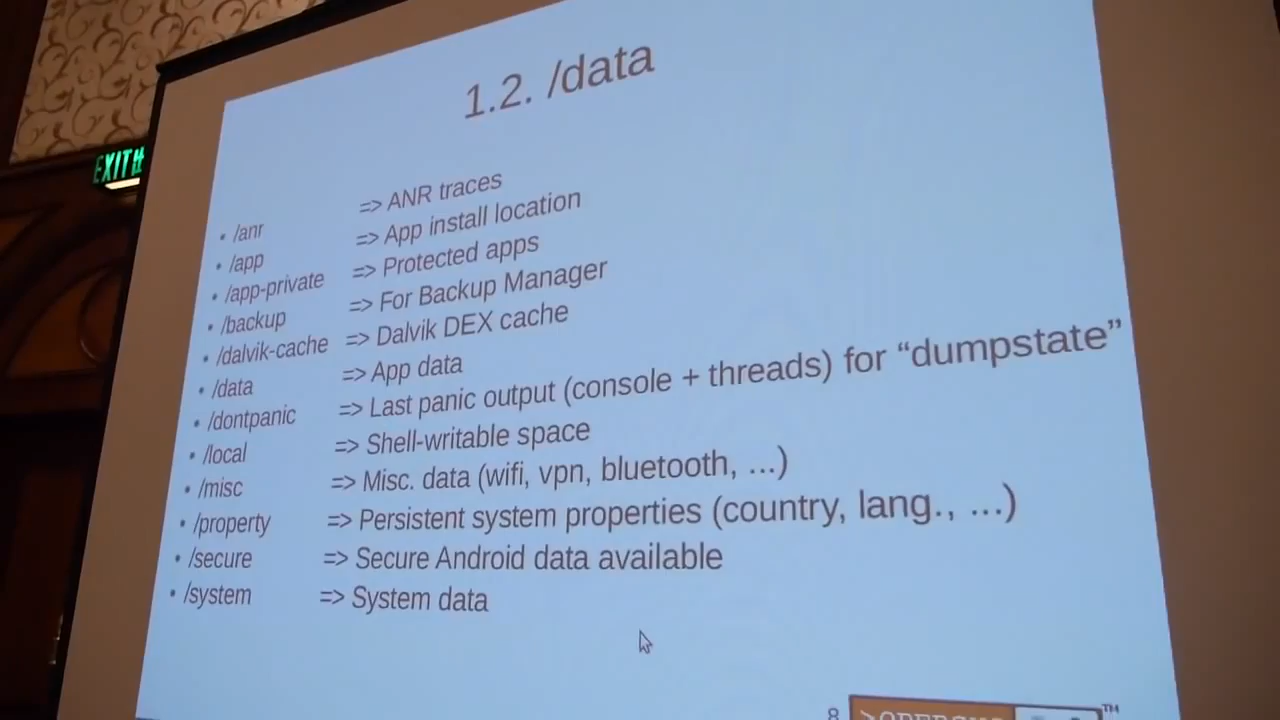 EXIT
1.2. /data
• /anr => ANR traces
• /app => App install location
• /app-private => Protected apps
• /backup => For Backup Manager
• /dalvik-cache => Dalvik DEX cache
• /data => App data
• /dontpanic => Last panic output (console + threads) for “dumpstate”
• /local => Shell-writable space
• /misc => Misc. data (wifi, vpn, bluetooth, ...)
• /property => Persistent system properties (country, lang., ...)
• /secure => Secure Android data available
• /system => System data
8
TM